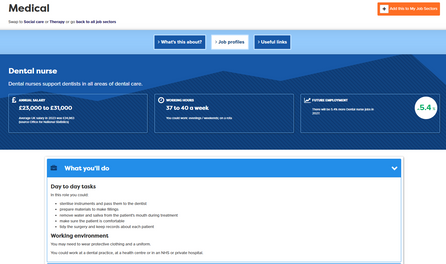 Medical
Add link to My Job Sectors
Swap to Social care or Therapy or go back to all job sectors
› What's this about?
› Job profiles
› Useful links
Dental nurse
Dental nurses support dentists in all areas of dental care.
£ ANNUAL SALARY
£23,000 to £31,000
WORKING HOURS
37 to 40 a week
You could work: evenings / weekends, on a rota
FUTURE EMPLOYMENT
There will be 5.4% more Dental nurse jobs in
5.4
What you'll do
Day to day tasks
In this role you could:
sterilise instruments and pass them to the dentist
prepare materials to make fillings
remove water and saliva from the patient's mouth during treatment
make sure the patient is comfortable
tidy the surgery and keep records about each patient
Working environment
You may need to wear protective clothing and a uniform.
You could work at a dental practice, at a health centre or in an NHS or private hospital.